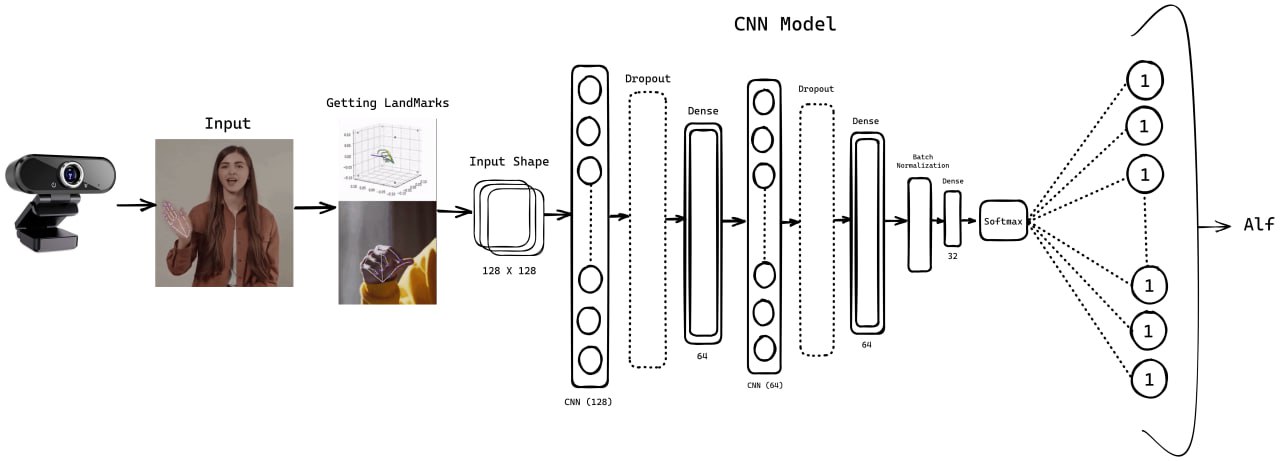 CNN Model
Input
Getting LandMarks
Input Shape
128 X 128
CNN (128)
Dropout
Dense
64
CNN (64)
Dropout
Dense
64
Batch
Normalization
Dense
32
Softmax
1
1
1
1
1
1
Alf